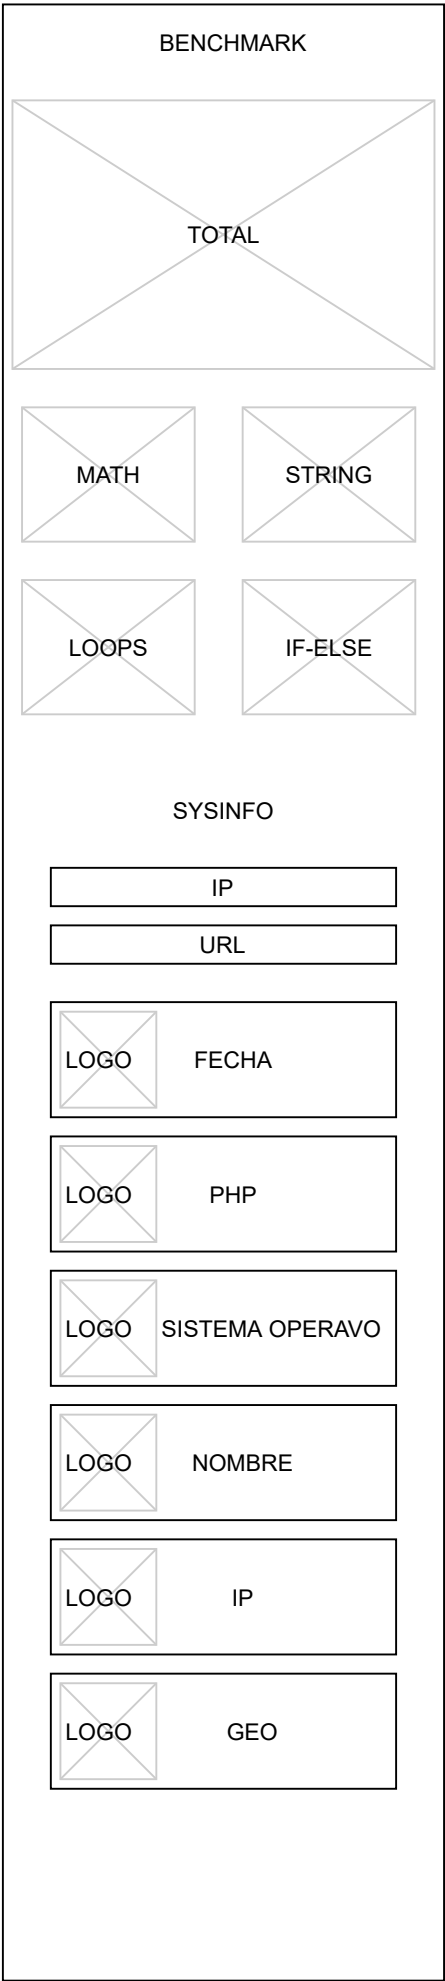 BENCHMARK
TOTAL
MATH
STRING
LOOPS
IF-ELSE
SYSINFO
IP
URL
LOGO
FECHA
LOGO
PHP
LOGO
SISTEMA OPERAVO
LOGO
NOMBRE
LOGO
IP
LOGO
GEO